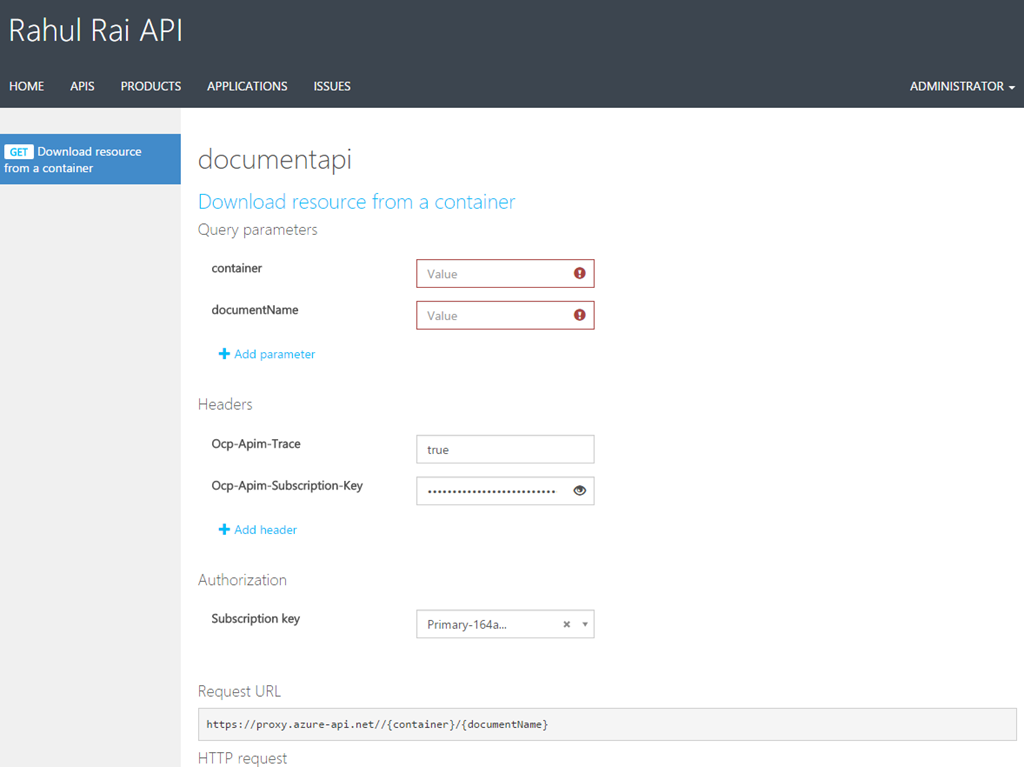 Rahul Rai API
HOME APIS PRODUCTS APPLICATIONS ISSUES ADMINISTRATOR
GET Download resource
from a container
documentapi
Download resource from a container
Query parameters
container Value
documentName Value
Add parameter
Headers
Ocp-Apim-Trace true
Ocp-Apim-Subscription-Key ••••••••••••••••••••••••••
Add header
Authorization
Subscription key Primary-164a...
Request URL
https://proxy.azure-api.net//{container}/{documentName}
HTTP request